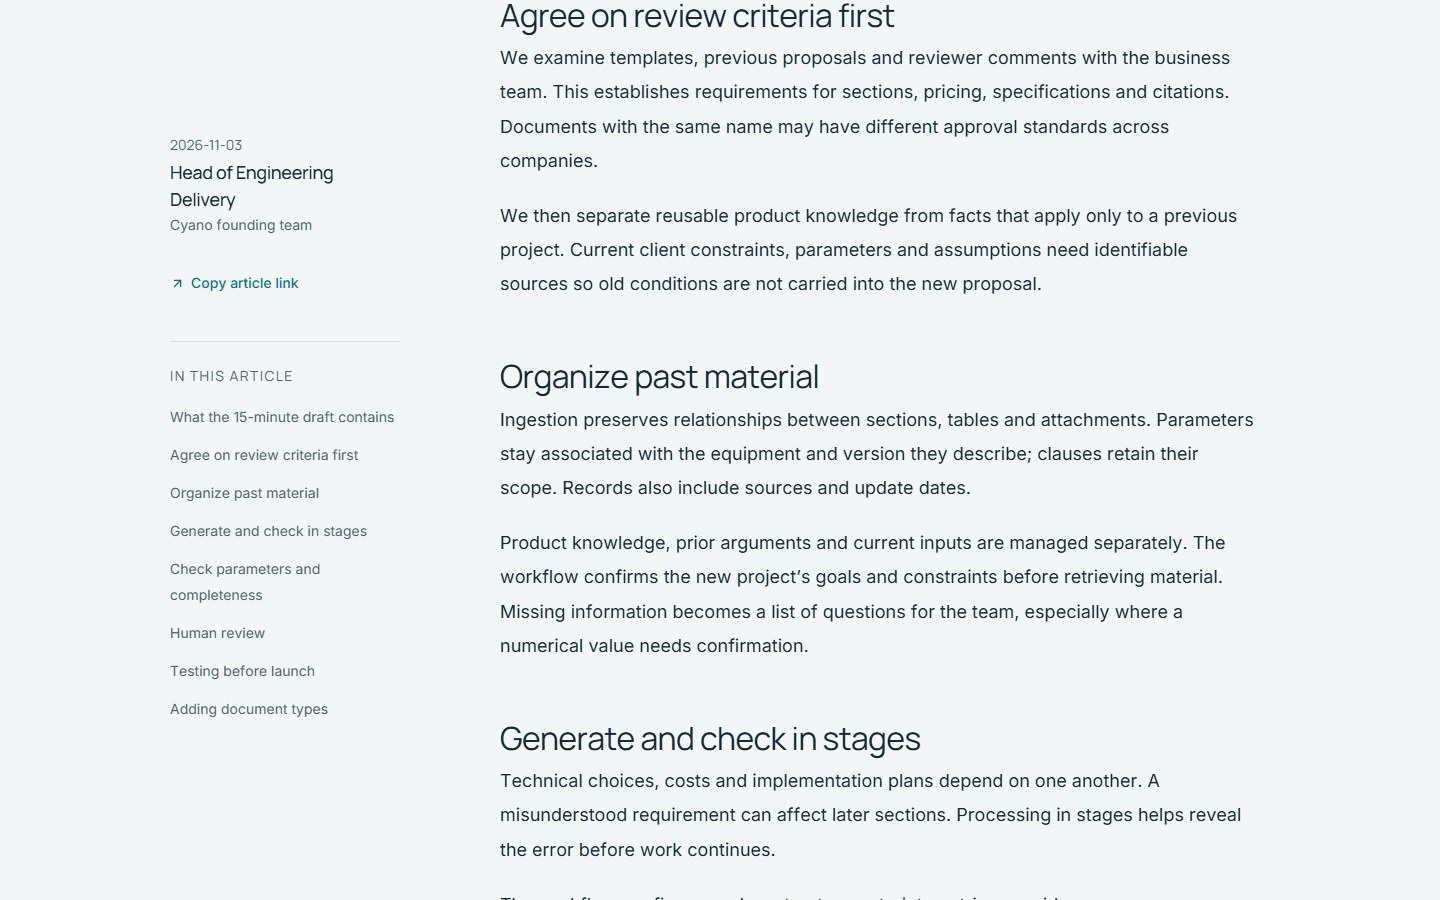 2026-11-03
Head of Engineering
Delivery
Cyano founding team
Copy article link
IN THIS ARTICLE
What the 15-minute draft contains
Agree on review criteria first
Organize past material
Generate and check in stages
Check parameters and
completeness
Human review
Testing before launch
Adding document types
Agree on review criteria first
We examine templates, previous proposals and reviewer comments with the business
team. This establishes requirements for sections, pricing, specifications and citations.
Documents with the same name may have different approval standards across
companies.
We then separate reusable product knowledge from facts that apply only to a previous
project. Current client constraints, parameters and assumptions need identifiable
sources so old conditions are not carried into the new proposal.
Organize past material
Ingestion preserves relationships between sections, tables and attachments. Parameters
stay associated with the equipment and version they describe; clauses retain their
scope. Records also include sources and update dates.
Product knowledge, prior arguments and current inputs are managed separately. The
workflow confirms the new project’s goals and constraints before retrieving material.
Missing information becomes a list of questions for the team, especially where a
numerical value needs confirmation.
Generate and check in stages
Technical choices, costs and implementation plans depend on one another. A
misunderstood requirement can affect later sections. Processing in stages helps reveal
the error before work continues.